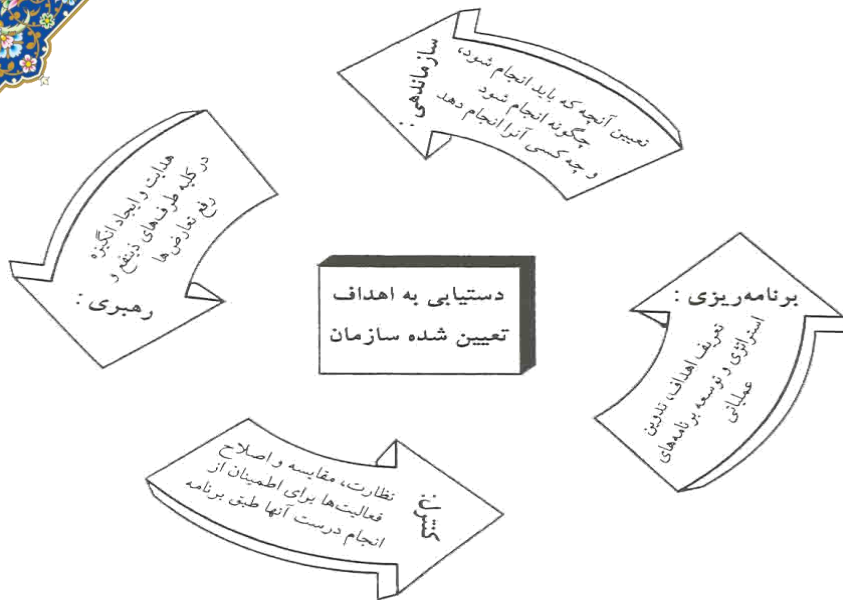 سازماندهی :
تعیین آنچه که باید انجام شود،
چگونه انجام شود
و چه کسی آنرا انجام دهد
هدایت و ایجاد انگیزه
در کلیه طرف‌های ذینفع و
رفع تعارض‌ها
رهبری :
دستیابی به اهداف
تعیین شده سازمان
برنامه‌ریزی :
تعریف اهداف، تدوین
استراتژی و توسعه برنامه‌های
عملیاتی
کنترل:
نظارت، مقایسه و اصلاح
فعالیت‌ها برای اطمینان از
انجام درست آنها طبق برنامه